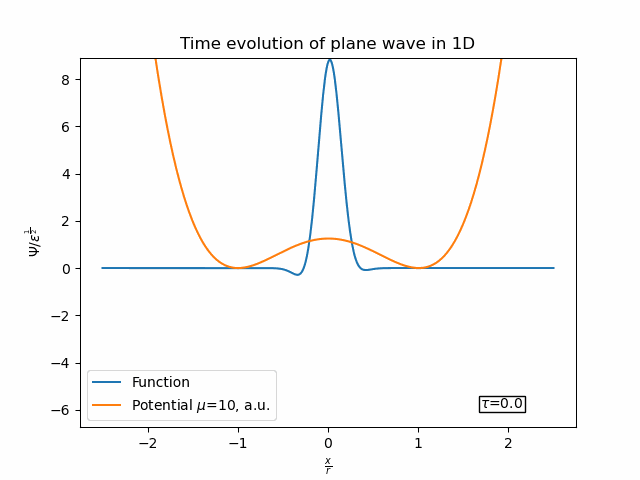 Time evolution of plane wave in 1D
8
6
4
2
0
−2
−4
−6
Ψ/ε^{1/2}
Function
Potential μ=10, a.u.
τ=0.0
−2 −1 0 1 2
x/r